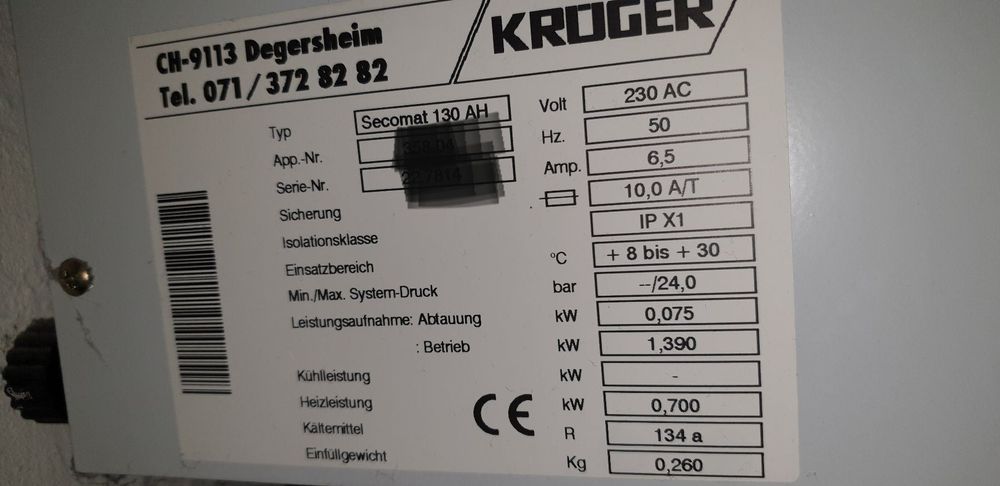 CH-9113 Degersheim
Tel. 071/372 82 82
KRÜGER
Typ Secomat 130 AH Volt 230 AC
App.-Nr. Hz. 50
Serie-Nr. Amp. 6,5
Sicherung 10,0 A/T
Isolationsklasse IP X1
Einsatzbereich °C + 8 bis + 30
Min./Max. System-Druck bar --/24,0
Leistungsaufnahme: Abtauung kW 0,075
: Betrieb kW 1,390
Kühlleistung kW -
Heizleistung kW 0,700
Kältemittel R 134 a
Einfüllgewicht Kg 0,260
CE